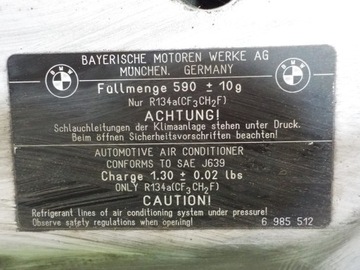 BMW
BMW
BAYERISCHE MOTOREN WERKE AG
MÜNCHEN, GERMANY
Füllmenge 590 ± 10g
Nur R134a(CF3CH2F)
ACHTUNG!
Schlauchleitungen der Klimaanlage stehen unter Druck.
Beim öffnen Sicherheitsvorschriften beachten!
AUTOMOTIVE AIR CONDITIONER
CONFORMS TO SAE J639
Charge 1.30 ± 0.02 lbs
ONLY R134a(CF3CH2F)
CAUTION!
Refrigerant lines of air conditioning system under pressure!
Observe safety regulations when opening! 6 985 512